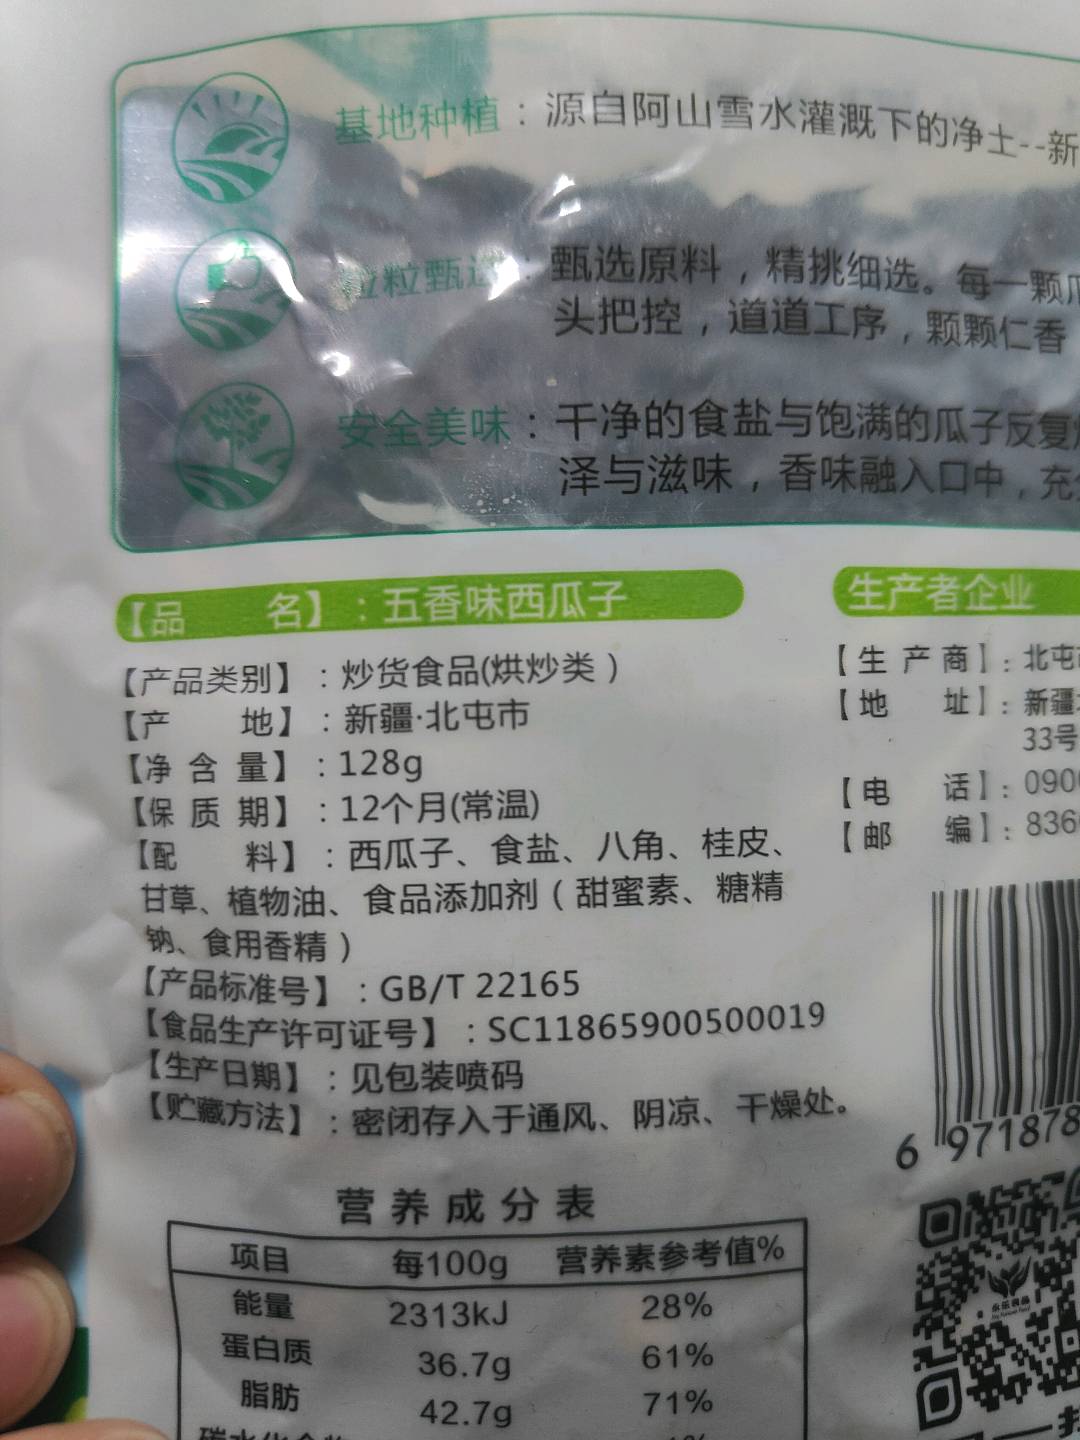 基地种植：源自阿山雪水灌溉下的净土--新
粒粒甄选：甄选原料，精挑细选。每一颗瓜
头把控，道道工序，颗颗仁香
安全美味：干净的食盐与饱满的瓜子反复
泽与滋味，香味融入口中，充分
【品 名】：五香味西瓜子
【产品类别】：炒货食品(烘炒类）
【产 地】：新疆·北屯市
【净 含 量】：128g
【保 质 期】：12个月(常温)
【配 料】：西瓜子、食盐、八角、桂皮、
甘草、植物油、食品添加剂（甜蜜素、糖精
钠、食用香精）
【产品标准号】：GB/T 22165
【食品生产许可证号】：SC11865900500019
【生产日期】：见包装喷码
【贮藏方法】：密闭存入于通风、阴凉、干燥处。
生产者企业
【生 产 商】：北屯
【地 址】：新疆
33号
【电 话】：090
【邮 编】：836
6 971878
营养成分表
项目 每100g 营养素参考值%
能量 2313kJ 28%
蛋白质 36.7g 61%
脂肪 42.7g 71%